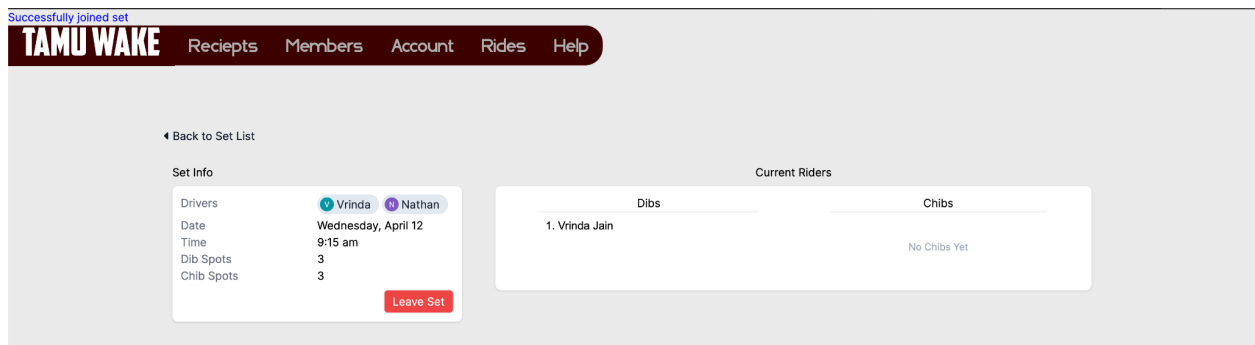 Successfully joined set
TAMU WAKE Reciepts Members Account Rides Help
Back to Set List
Set Info
Drivers V Vrinda N Nathan
Date Wednesday, April 12
Time 9:15 am
Dib Spots 3
Chib Spots 3
Leave Set
Current Riders
Dibs Chibs
1. Vrinda Jain
No Chibs Yet